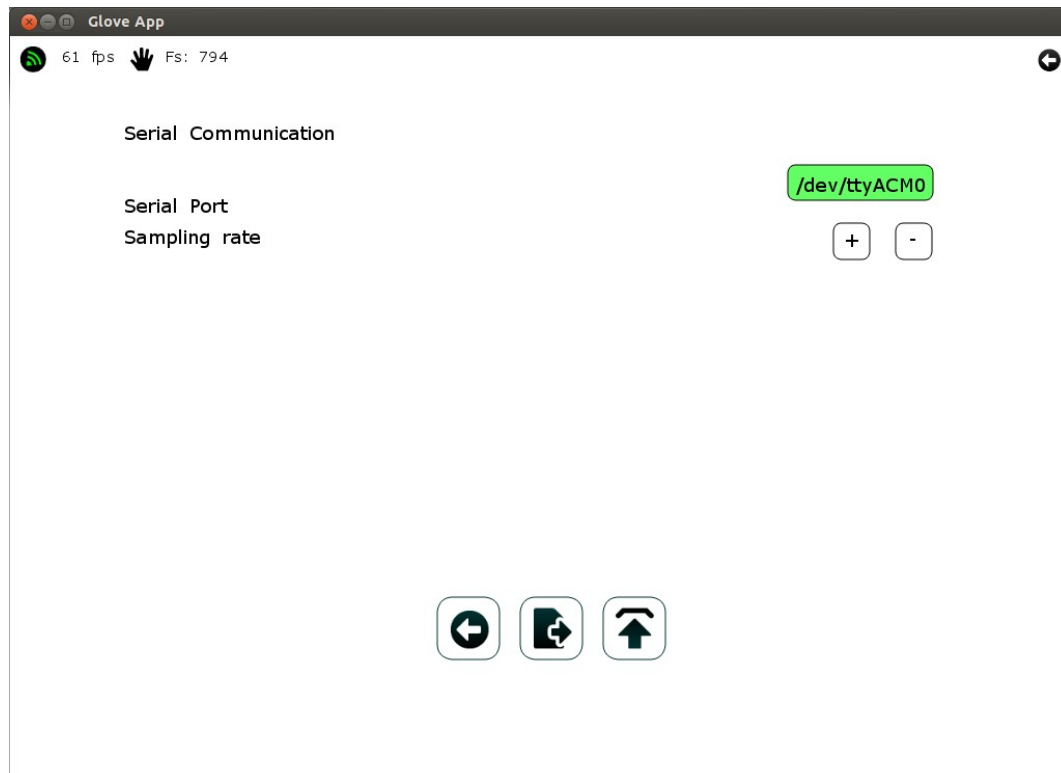 Glove App
61 fps Fs: 794
Serial Communication
/dev/ttyACM0
Serial Port
Sampling rate + -